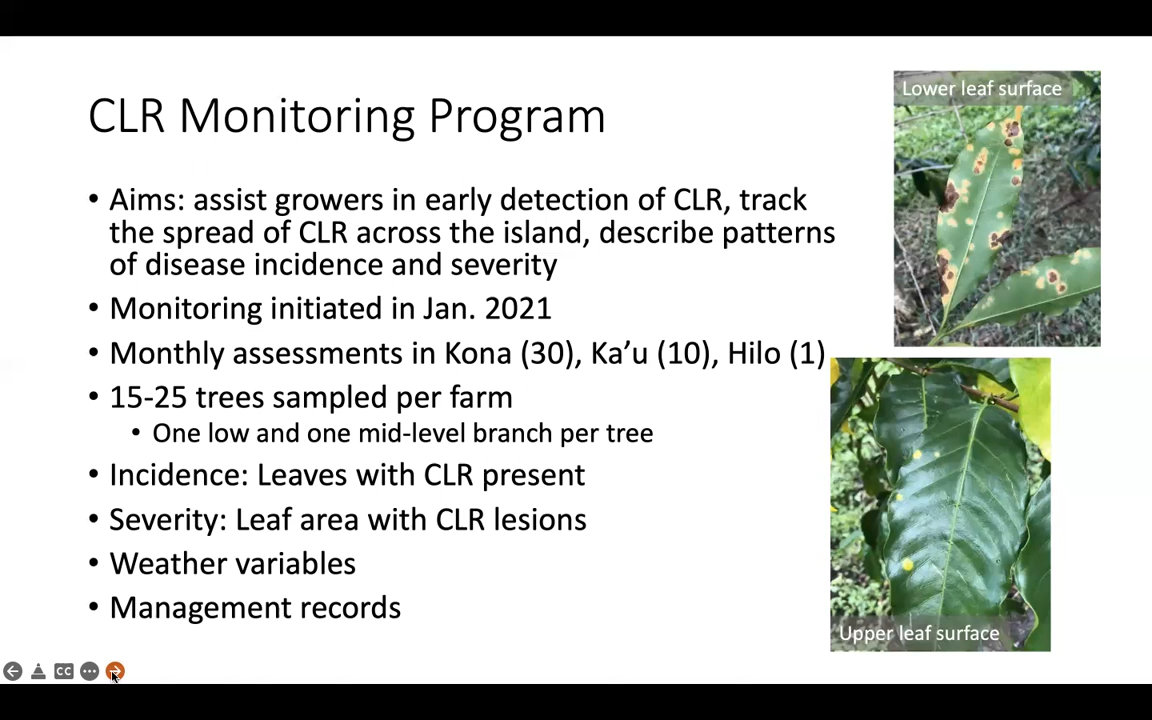 CLR Monitoring Program
• Aims: assist growers in early detection of CLR, track
the spread of CLR across the island, describe patterns
of disease incidence and severity
• Monitoring initiated in Jan. 2021
• Monthly assessments in Kona (30), Ka’u (10), Hilo (1)
• 15-25 trees sampled per farm
• One low and one mid-level branch per tree
• Incidence: Leaves with CLR present
• Severity: Leaf area with CLR lesions
• Weather variables
• Management records
Lower leaf surface
Upper leaf surface
CC